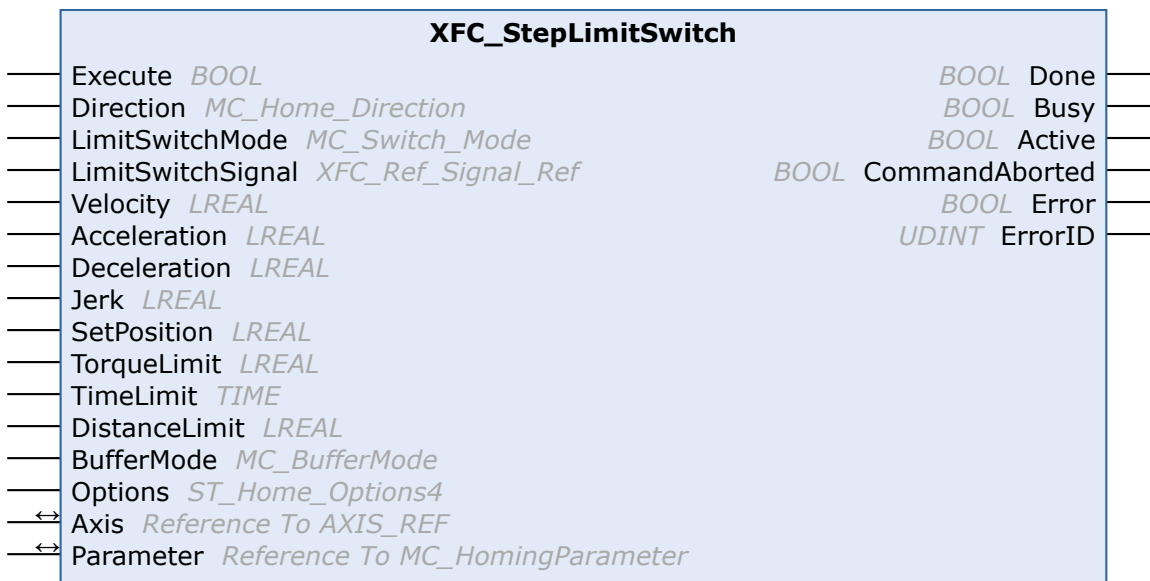 XFC_StepLimitSwitch
Execute BOOL BOOL Done
Direction MC_Home_Direction BOOL Busy
LimitSwitchMode MC_Switch_Mode BOOL Active
LimitSwitchSignal XFC_Ref_Signal_Ref BOOL CommandAborted
Velocity LREAL BOOL Error
Acceleration LREAL UDINT ErrorID
Deceleration LREAL
Jerk LREAL
SetPosition LREAL
TorqueLimit LREAL
TimeLimit TIME
DistanceLimit LREAL
BufferMode MC_BufferMode
Options ST_Home_Options4
↔ Axis Reference To AXIS_REF
↔ Parameter Reference To MC_HomingParameter